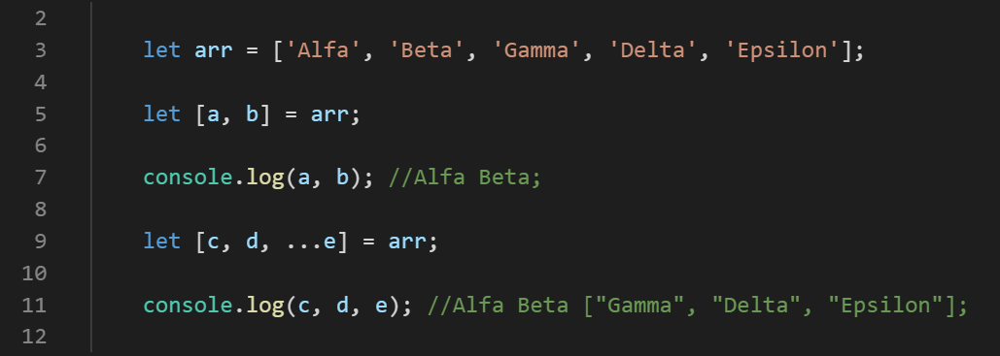 2
3 let arr = ['Alfa', 'Beta', 'Gamma', 'Delta', 'Epsilon'];
4
5 let [a, b] = arr;
6
7 console.log(a, b); //Alfa Beta;
8
9 let [c, d, ...e] = arr;
10
11 console.log(c, d, e); //Alfa Beta ["Gamma", "Delta", "Epsilon"];
12